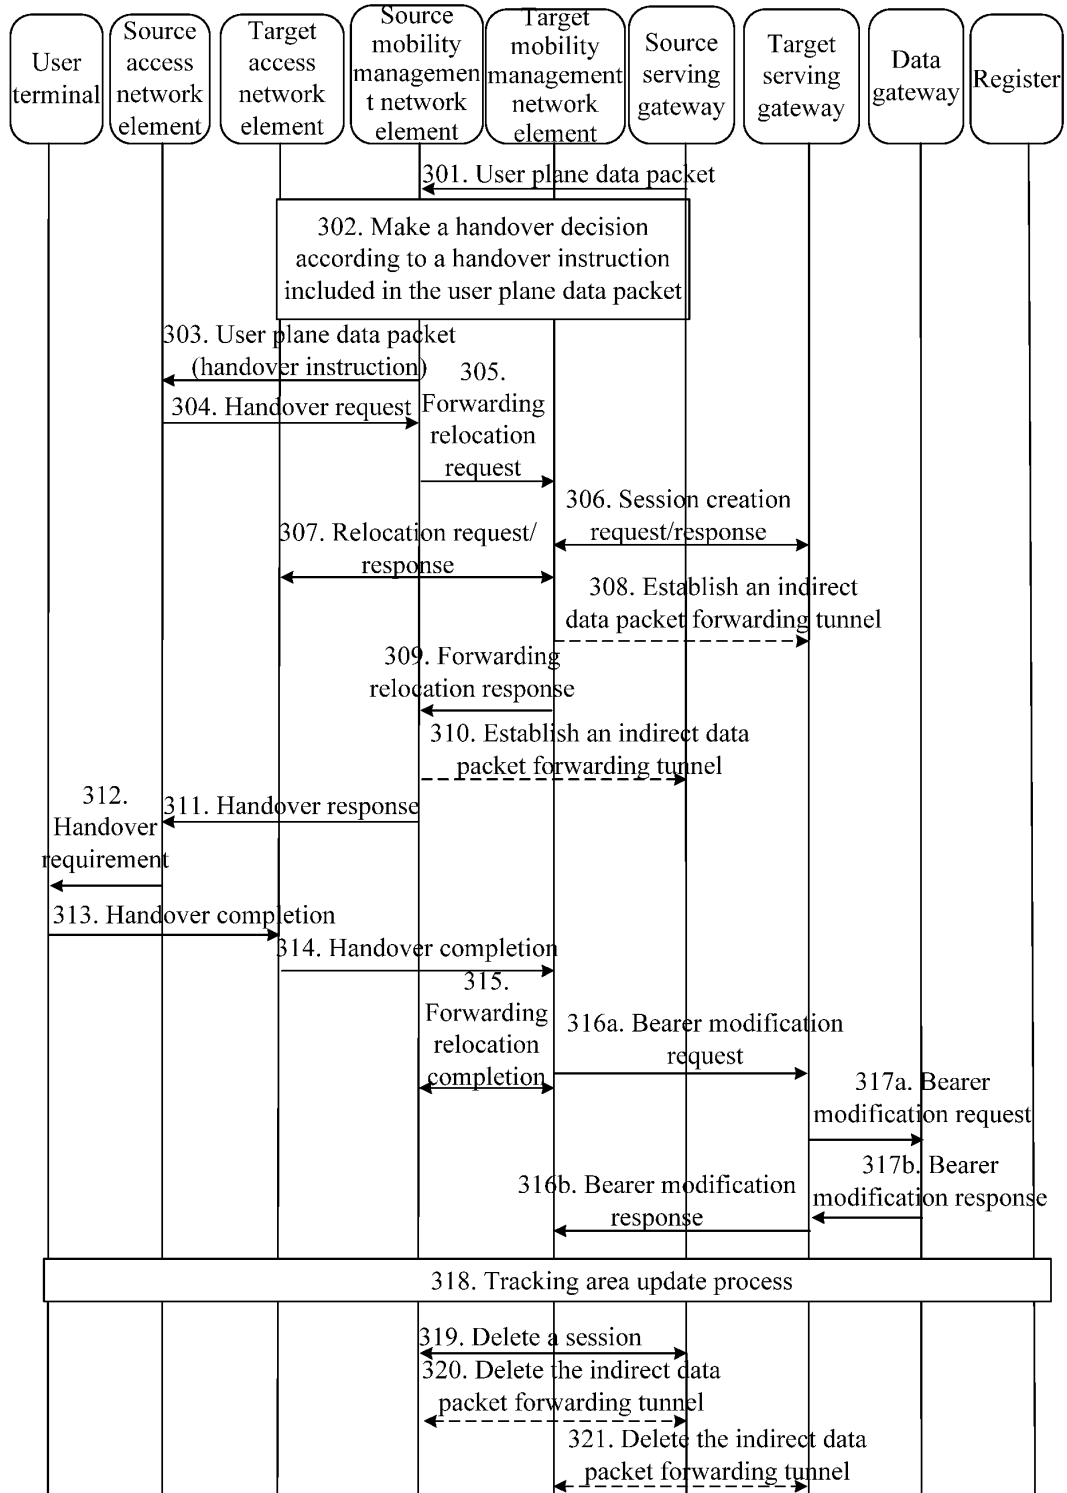 User
terminal
Source
access
network
element
Target
access
network
element
Source
mobility
managemen
t network
element
Target
mobility
management
network
element
Source
serving
gateway
Target
serving
gateway
Data
gateway
Register
301. User plane data packet
302. Make a handover decision
according to a handover instruction
included in the user plane data packet
303. User plane data packet
(handover instruction)
304. Handover request
305.
Forwarding
relocation
request
306. Session creation
request/response
307. Relocation request/
response
308. Establish an indirect
data packet forwarding tunnel
309. Forwarding
relocation response
310. Establish an indirect data
packet forwarding tunnel
311. Handover response
312.
Handover
requirement
313. Handover completion
314. Handover completion
315.
Forwarding
relocation
completion
316a. Bearer modification
request
317a. Bearer
modification request
317b. Bearer
modification response
316b. Bearer modification
response
318. Tracking area update process
319. Delete a session
320. Delete the indirect data
packet forwarding tunnel
321. Delete the indirect data
packet forwarding tunnel